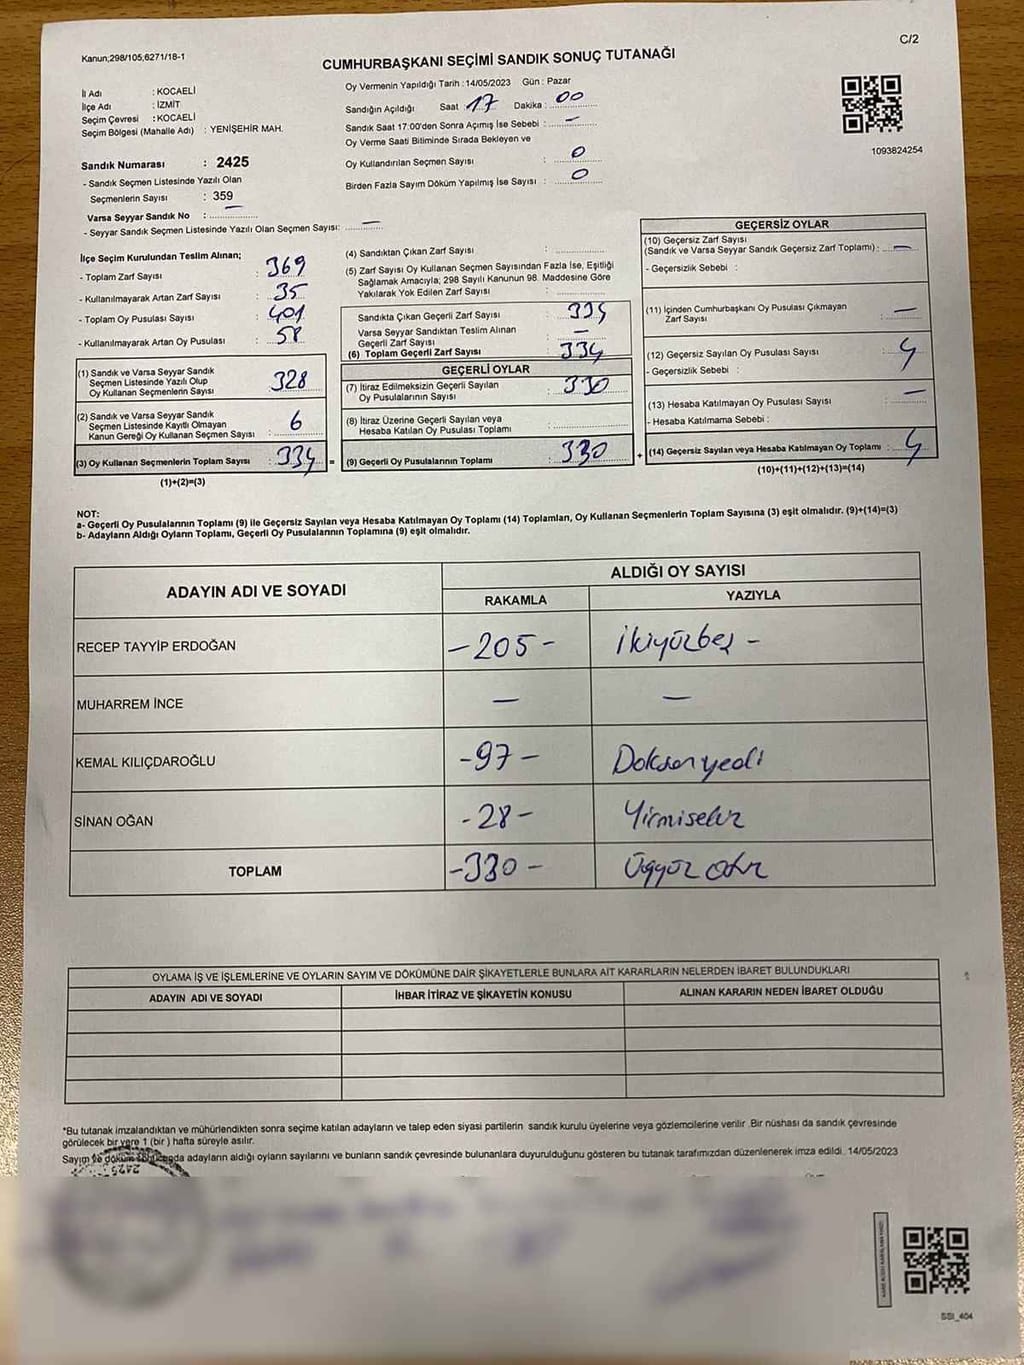 Kanun;298/105,6271/18-1
C/2
CUMHURBAŞKANI SEÇİMİ SANDIK SONUÇ TUTANAĞI
İl Adı : KOCAELİ
İlçe Adı : İZMİT
Seçim Çevresi : KOCAELİ
Seçim Bölgesi (Mahalle Adı) : YENİŞEHİR MAH.
Sandık Numarası : 2425
- Sandık Seçmen Listesinde Yazılı Olan
Seçmenlerin Sayısı : 359
Varsa Seyyar Sandık No : —
- Seyyar Sandık Seçmen Listesinde Yazılı Olan Seçmen Sayısı: —
Oy Vermenin Yapıldığı Tarih : 14/05/2023 Gün : Pazar
Sandığın Açıldığı Saat 17 Dakika : 00
Sandık Saat 17:00'den Sonra Açımış İse Sebebi : —
Oy Verme Saati Bitiminde Sırada Bekleyen ve
Oy Kullandırılan Seçmen Sayısı : 0
Birden Fazla Sayım Döküm Yapılmış İse Sayısı : 0
1093824254
İlçe Seçim Kurulundan Teslim Alınan;
- Toplam Zarf Sayısı : 369
- Kullanılmayarak Artan Zarf Sayısı : 35
- Toplam Oy Pusulası Sayısı : 401
- Kullanılmayarak Artan Oy Pusulası : 58
(1) Sandık ve Varsa Seyyar Sandık
Seçmen Listesinde Yazılı Olup
Oy Kullanan Seçmenlerin Sayısı : 328
(2) Sandık ve Varsa Seyyar Sandık
Seçmen Listesinde Kayıtlı Olmayan
Kanun Gereği Oy Kullanan Seçmen Sayısı : 6
(3) Oy Kullanan Seçmenlerin Toplam Sayısı : 334 =
(1)+(2)=(3)
(4) Sandıktan Çıkan Zarf Sayısı :
(5) Zarf Sayısı Oy Kullanan Seçmen Sayısından Fazla İse, Eşitliği
Sağlamak Amacıyla; 298 Sayılı Kanunun 98. Maddesine Göre
Yakılarak Yok Edilen Zarf Sayısı :
Sandıkta Çıkan Geçerli Zarf Sayısı : 334
Varsa Seyyar Sandıktan Teslim Alınan
Geçerli Zarf Sayısı : —
(6) Toplam Geçerli Zarf Sayısı : 334
GEÇERLİ OYLAR
(7) İtiraz Edilmeksizin Geçerli Sayılan
Oy Pusulasının Sayısı : 330
(8) İtiraz Üzerine Geçerli Sayılan veya
Hesaba Katılan Oy Pusulası Toplamı :
(9) Geçerli Oy Pusulalarının Toplamı : 330 +
GEÇERSİZ OYLAR
(10) Geçersiz Zarf Sayısı
(Sandık ve Varsa Seyyar Sandık Geçersiz Zarf Toplamı) : —
- Geçersizlik Sebebi :
(11) İçinden Cumhurbaşkanı Oy Pusulası Çıkmayan
Zarf Sayısı : —
(12) Geçersiz Sayılan Oy Pusulası Sayısı : 4
- Geçersizlik Sebebi :
(13) Hesaba Katılmayan Oy Pusulası Sayısı : —
- Hesaba Katılmama Sebebi :
(14) Geçersiz Sayılan veya Hesaba Katılmayan Oy Toplamı : 4
(10)+(11)+(12)+(13)=(14)
NOT:
a- Geçerli Oy Pusulalarının Toplamı (9) ile Geçersiz Sayılan veya Hesaba Katılmayan Oy Toplamı (14) Toplamları, Oy Kullanan Seçmenlerin Toplam Sayısına (3) eşit olmalıdır. (9)+(14)=(3)
b- Adayların Aldığı Oyların Toplamı, Geçerli Oy Pusulalarının Toplamına (9) eşit olmalıdır.
ADAYIN ADI VE SOYADI
ALDIĞI OY SAYISI
RAKAMLA YAZIYLA
RECEP TAYYİP ERDOĞAN -205- İkiyüzbeş -
MUHARREM İNCE — —
KEMAL KILIÇDAROĞLU -97- Doksanyedi
SİNAN OĞAN -28- Yirmisekiz
TOPLAM -330- Üçyüz otuz
OYLAMA İŞ VE İŞLEMLERİNE VE OYLARIN SAYIM VE DÖKÜMÜNE DAİR ŞİKAYETLERLE BUNLARA AİT KARARLARIN NELERDEN İBARET BULUNDUKLARI
ADAYIN ADI VE SOYADI İHBAR İTİRAZ VE ŞİKAYETİN KONUSU ALINAN KARARIN NEDEN İBARET OLDUĞU
*Bu tutanak imzalandıktan ve mühürlendikten sonra seçime katılan adayların ve talep eden siyasi partilerin sandık kurulu üyelerine veya gözlemcilerine verilir .Bir nüshası da sandık çevresinde
görülecek bir yere 1 (bir ) hafta süreyle asılır.
Sayım ve döküm adayların aldığı oyların sayılarını ve bunların sandık çevresinde bulunanlara duyurulduğunu gösteren bu tutanak tarafımızdan düzenlenerek imza edildi. 14/05/2023
2425
SSI_404